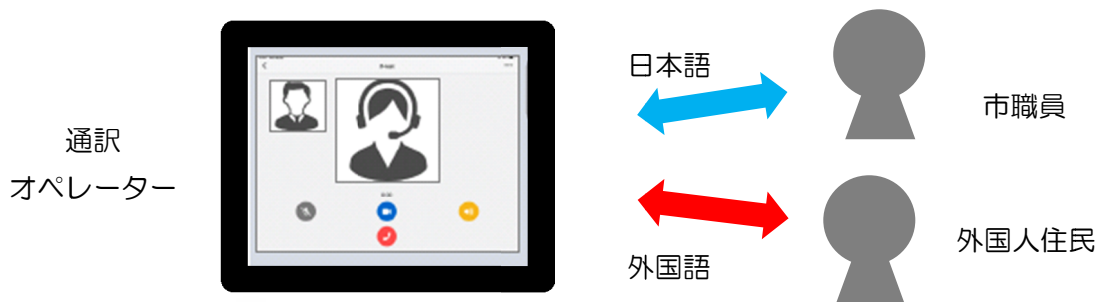 通訳
オペレーター
日本語
市職員
外国語
外国人住民